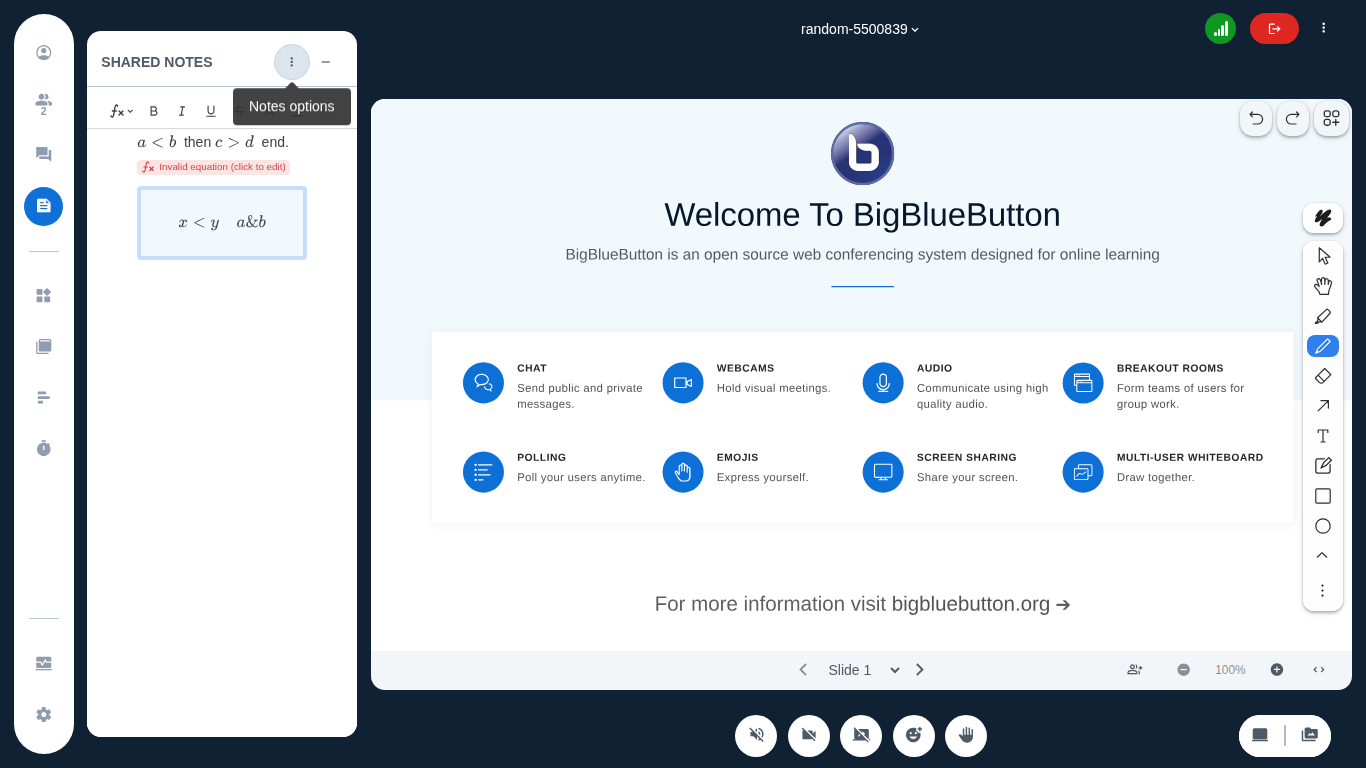 random-5500839
2
SHARED NOTES
Notes options
fx B I U
a < b then c > d end.
fx Invalid equation (click to edit)
x < y a&b
b
Welcome To BigBlueButton
BigBlueButton is an open source web conferencing system designed for online learning
CHAT
Send public and private
messages.
WEBCAMS
Hold visual meetings.
AUDIO
Communicate using high
quality audio.
BREAKOUT ROOMS
Form teams of users for
group work.
POLLING
Poll your users anytime.
EMOJIS
Express yourself.
SCREEN SHARING
Share your screen.
MULTI-USER WHITEBOARD
Draw together.
For more information visit bigbluebutton.org ➔
T
Slide 1
100%